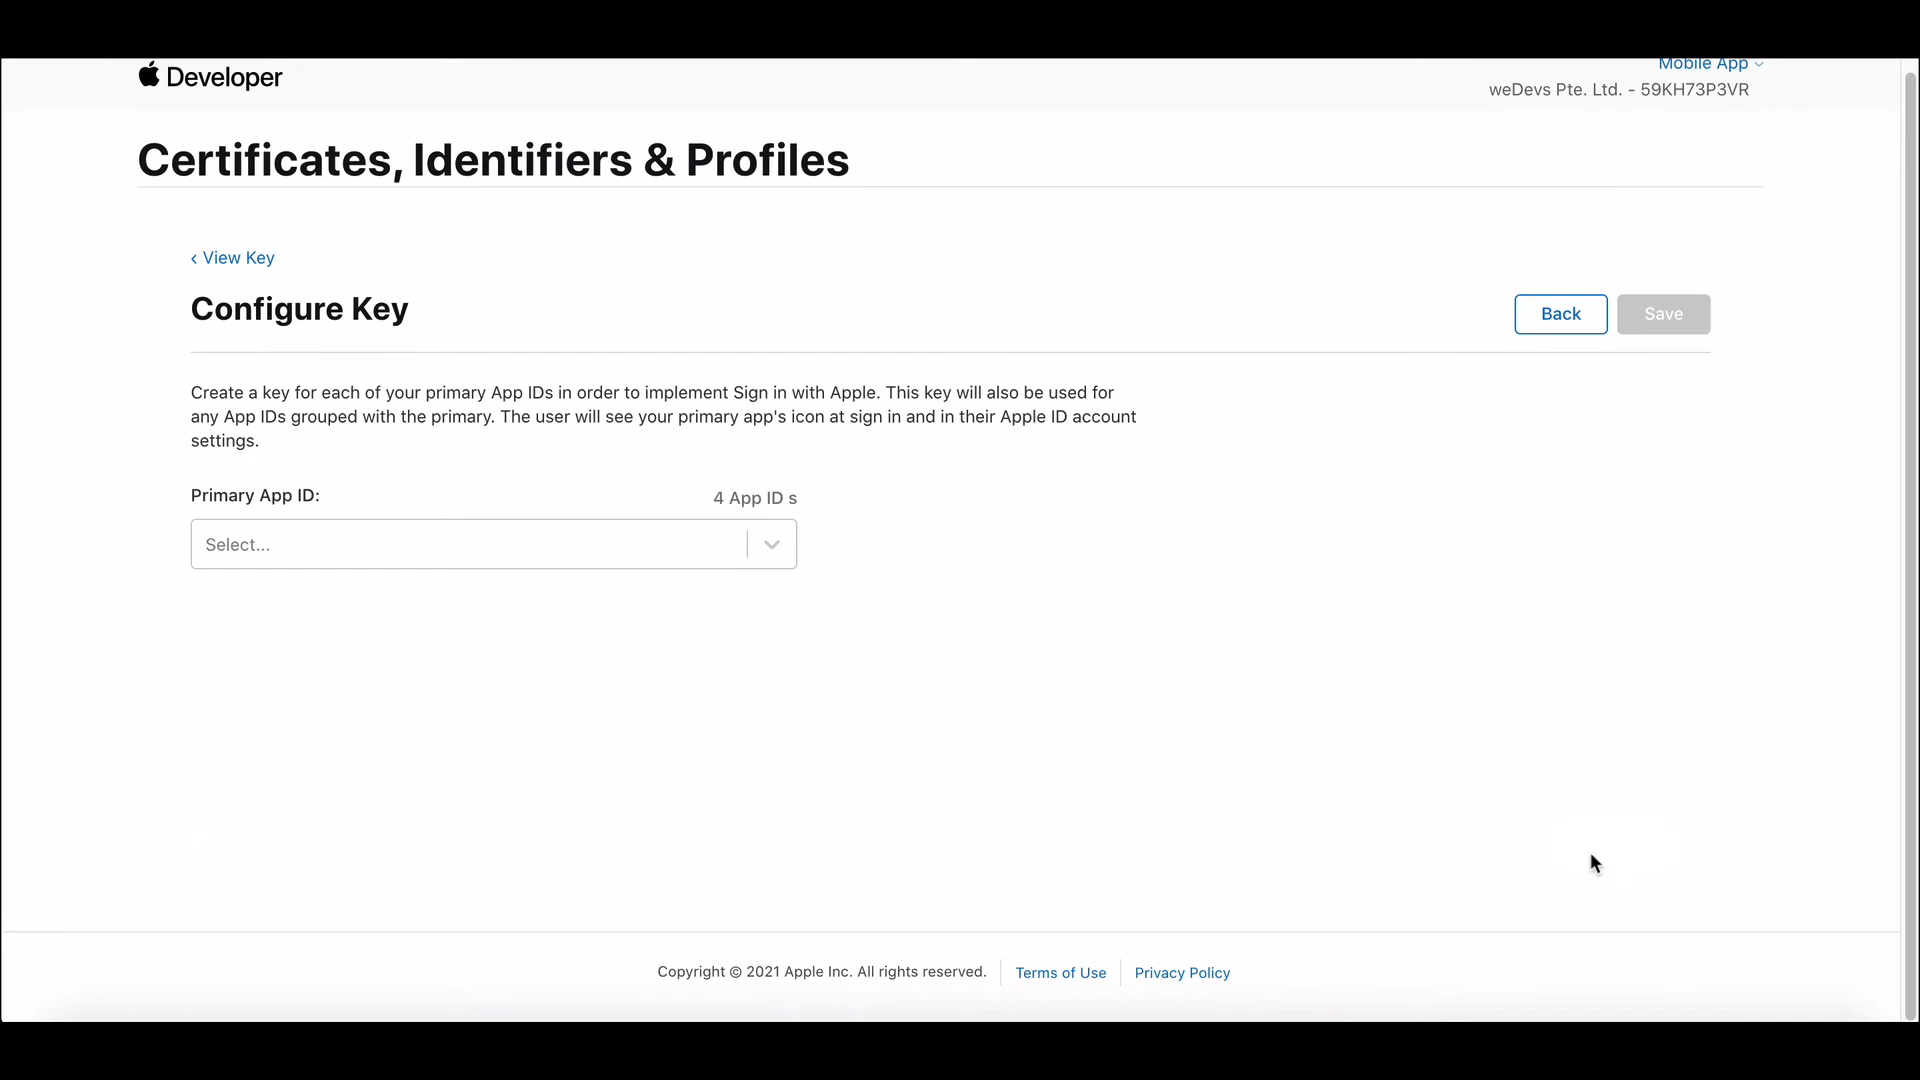 Developer
Mobile App
weDevs Pte. Ltd. - 59KH73P3VR
Certificates, Identifiers & Profiles
‹ View Key
Configure Key
Back
Save
Create a key for each of your primary App IDs in order to implement Sign in with Apple. This key will also be used for
any App IDs grouped with the primary. The user will see your primary app's icon at sign in and in their Apple ID account
settings.
Primary App ID:
4 App ID s
Select...
Copyright © 2021 Apple Inc. All rights reserved.
Terms of Use
Privacy Policy